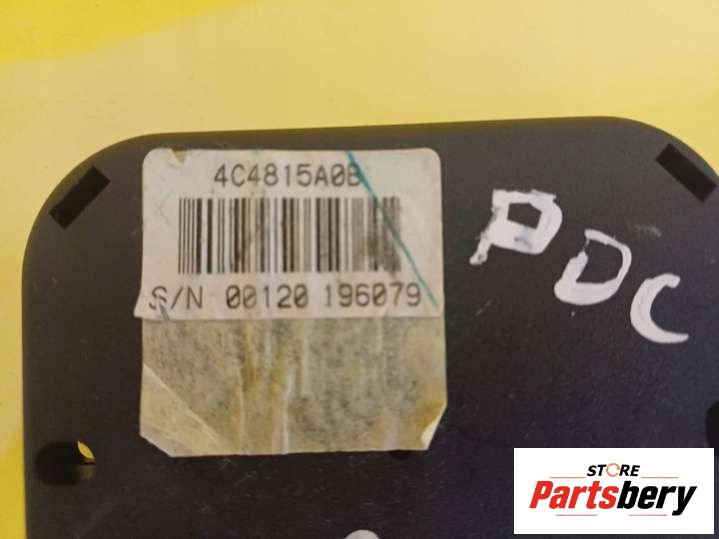 4C4815A0B
S/N 00120 196079
PDC
STORE
Partsbery